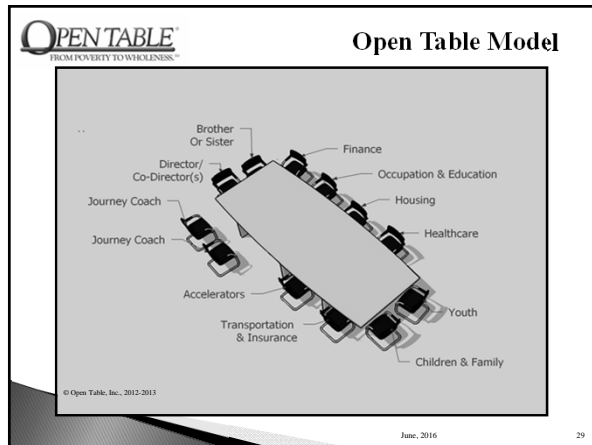 OPEN TABLE®
FROM POVERTY TO WHOLENESS.
Open Table Model
Brother
Or Sister
Finance
Director/
Co-Director(s)
Occupation & Education
Journey Coach
Housing
Journey Coach
Healthcare
Accelerators
Transportation
& Insurance
Youth
Children & Family
© Open Table, Inc., 2012-2013
June, 2016
29